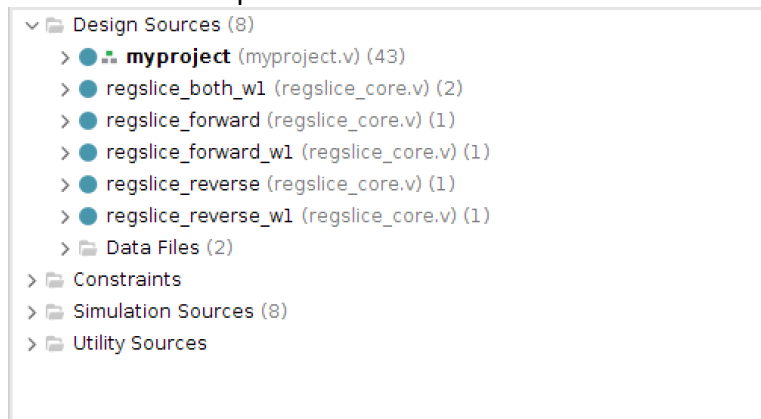 Design Sources (8)
myproject (myproject.v) (43)
regslice_both_w1 (regslice_core.v) (2)
regslice_forward (regslice_core.v) (1)
regslice_forward_w1 (regslice_core.v) (1)
regslice_reverse (regslice_core.v) (1)
regslice_reverse_w1 (regslice_core.v) (1)
Data Files (2)
Constraints
Simulation Sources (8)
Utility Sources